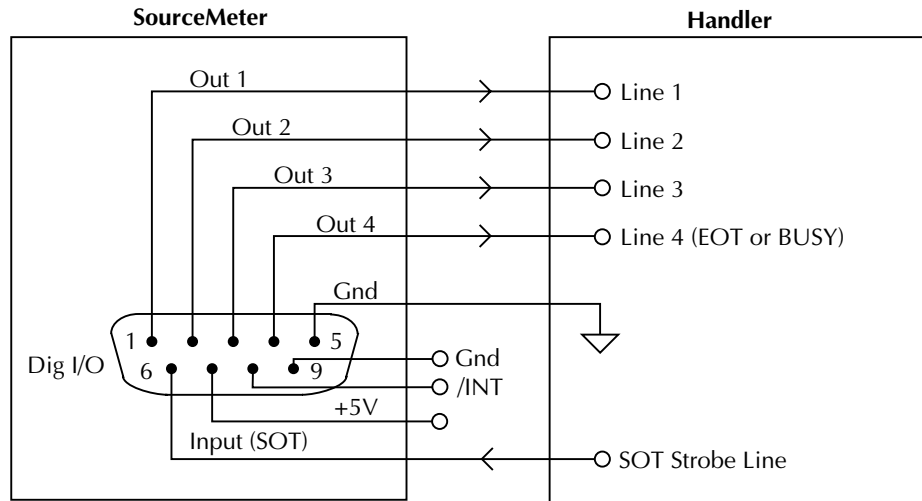 SourceMeter
Handler
Out 1
Line 1
Out 2
Line 2
Out 3
Line 3
Out 4
Line 4 (EOT or BUSY)
Gnd
1
5
Dig I/O
6
9
Gnd
/INT
+5V
Input (SOT)
SOT Strobe Line